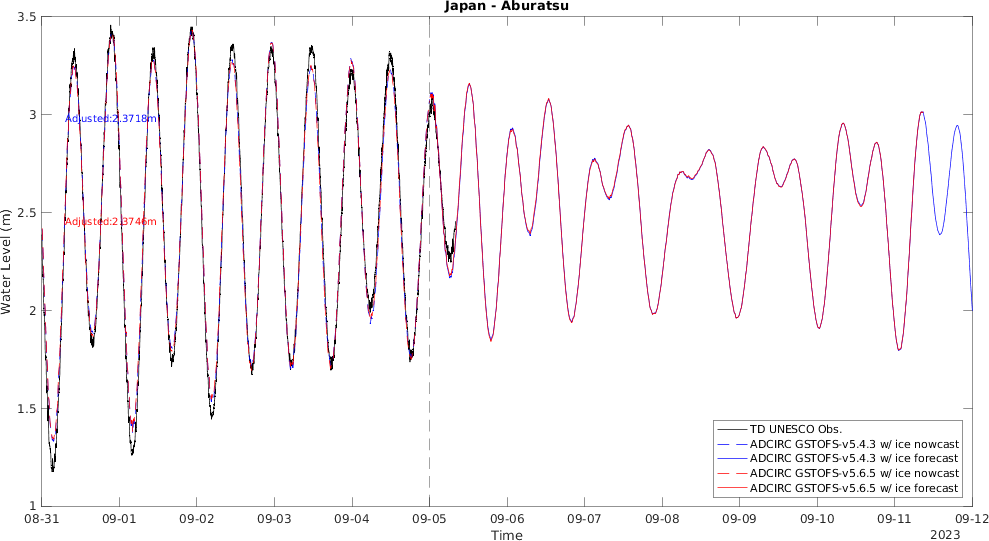 Japan - Aburatsu
3.5
3
2.5
2
1.5
1
Water Level (m)
Adjusted:2.3718m
Adjusted:2.3746m
TD UNESCO Obs.
ADCIRC GSTOFS-v5.4.3 w/ ice nowcast
ADCIRC GSTOFS-v5.4.3 w/ ice forecast
ADCIRC GSTOFS-v5.6.5 w/ ice nowcast
ADCIRC GSTOFS-v5.6.5 w/ ice forecast
08-31 09-01 09-02 09-03 09-04 09-05 09-06 09-07 09-08 09-09 09-10 09-11 09-12
Time
2023